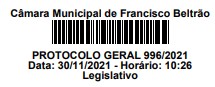 Câmara Municipal de Francisco Beltrão
PROTOCOLO GERAL 996/2021
Data: 30/11/2021 - Horário: 10:26
Legislativo